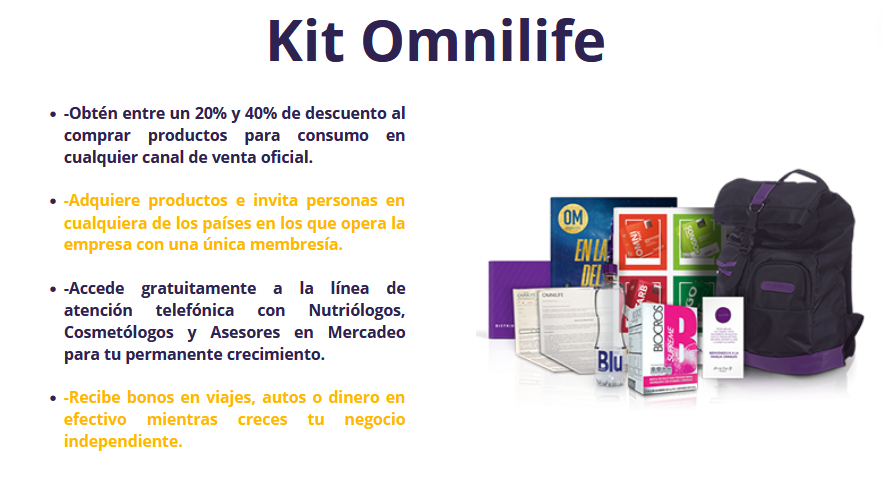 Kit Omnilife
-Obtén entre un 20% y 40% de descuento al
comprar productos para consumo en
cualquier canal de venta oficial.
-Adquiere productos e invita personas en
cualquiera de los países en los que opera la
empresa con una única membresía.
-Accede gratuitamente a la línea de
atención telefónica con Nutriólogos,
Cosmetólogos y Asesores en Mercadeo
para tu permanente crecimiento.
-Recibe bonos en viajes, autos o dinero en
efectivo mientras creces tu negocio
independiente.
OM
EN LA
DEL
OMNILIFE
Blu
BIOCROS
SUPREME